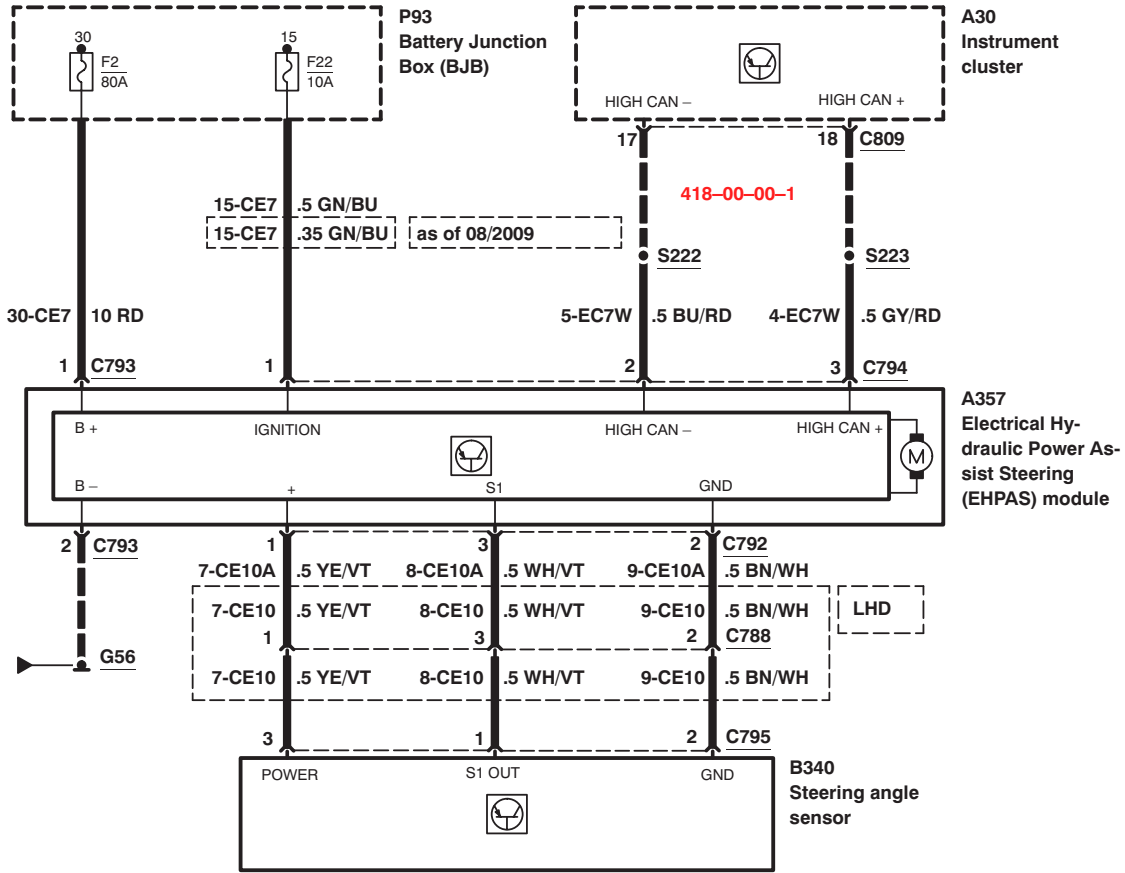 P93
Battery Junction
Box (BJB)
30
F2
80A
15
F22
10A
A30
Instrument
cluster
HIGH CAN –
HIGH CAN +
17
18
C809
418–00–00–1
15-CE7 .5 GN/BU
15-CE7 .35 GN/BU
as of 08/2009
S222
S223
30-CE7 10 RD
5-EC7W .5 BU/RD
4-EC7W .5 GY/RD
1 C793
1
2
3 C794
A357
Electrical Hy-
draulic Power As-
sist Steering
(EHPAS) module
B +
IGNITION
HIGH CAN –
HIGH CAN +
M
B –
+
S1
GND
2 C793
1
3
2 C792
7-CE10A .5 YE/VT
8-CE10A .5 WH/VT
9-CE10A .5 BN/WH
7-CE10 .5 YE/VT
8-CE10 .5 WH/VT
9-CE10 .5 BN/WH
LHD
1
3
2 C788
G56
7-CE10 .5 YE/VT
8-CE10 .5 WH/VT
9-CE10 .5 BN/WH
3
1
2 C795
POWER
S1 OUT
GND
B340
Steering angle
sensor